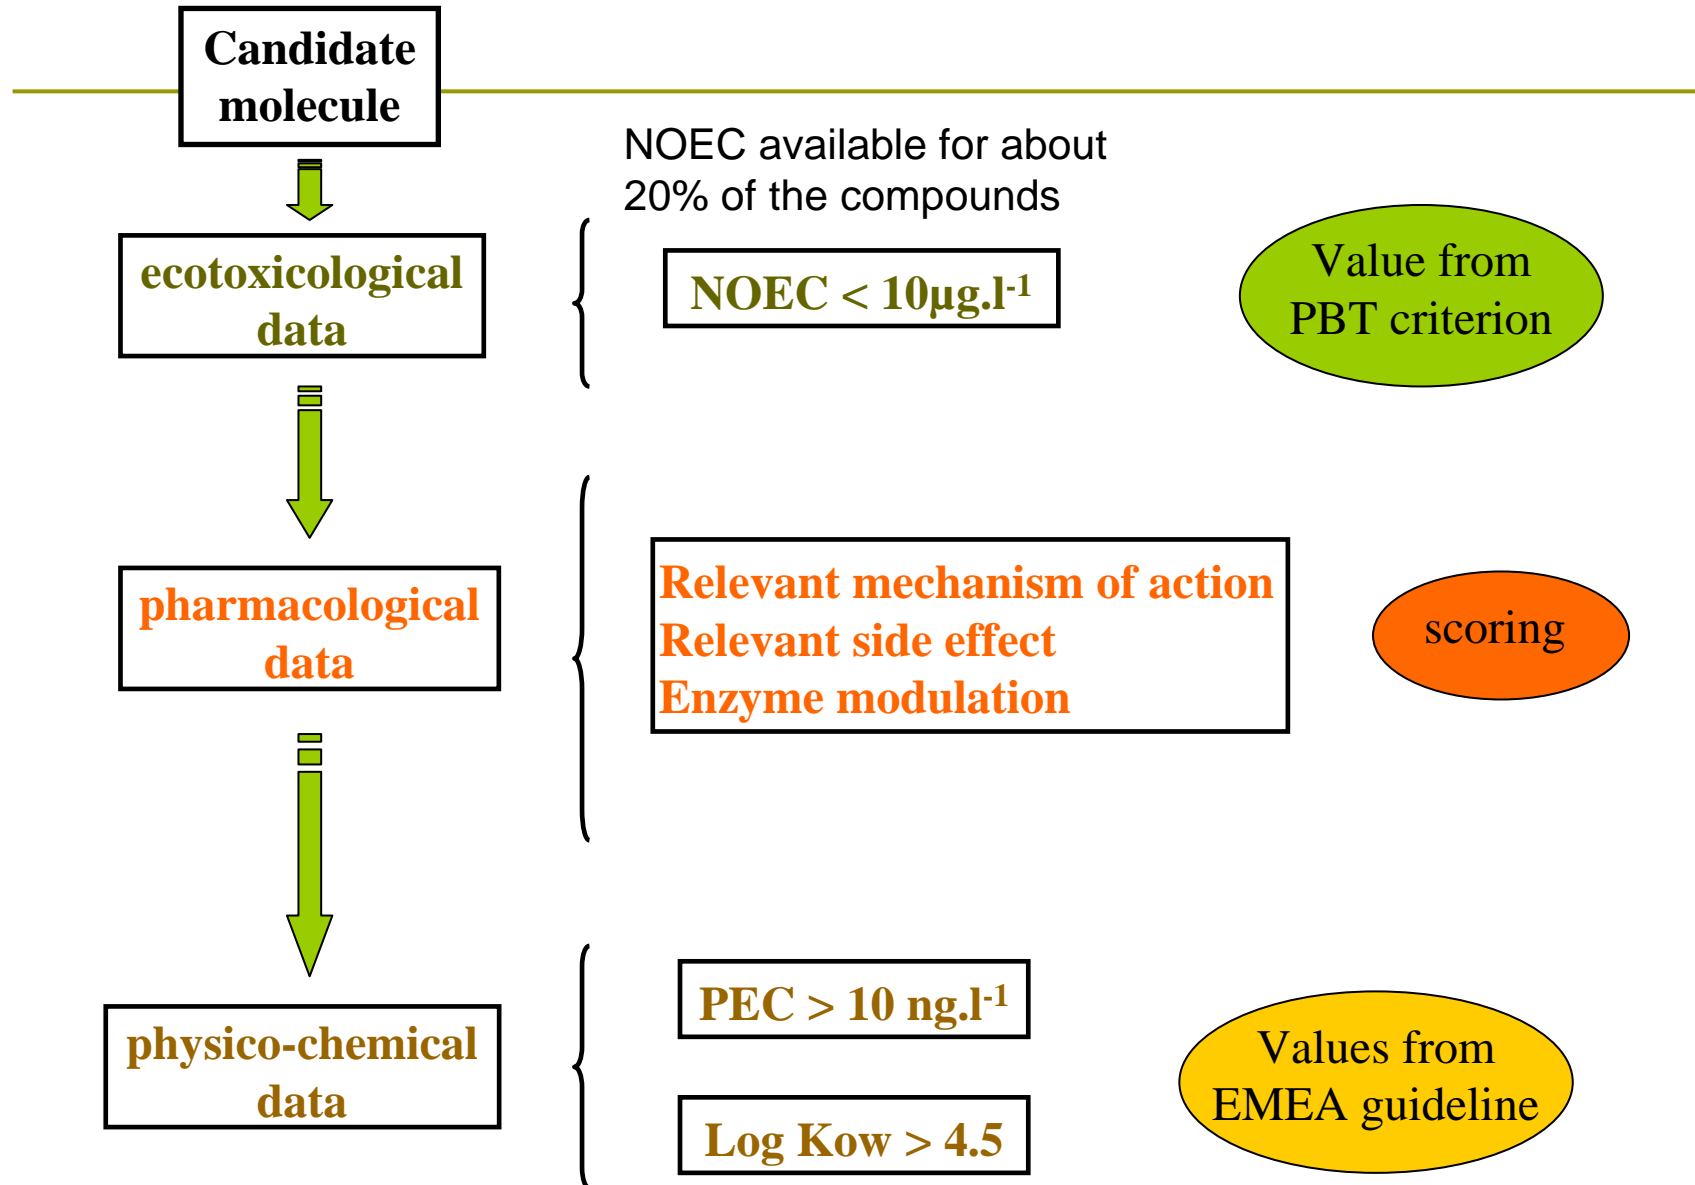 Candidate
molecule
NOEC available for about
20% of the compounds
ecotoxicological
data
NOEC < 10µg.l-1
Value from
PBT criterion
pharmacological
data
Relevant mechanism of action
Relevant side effect
Enzyme modulation
scoring
physico-chemical
data
PEC > 10 ng.l-1
Log Kow > 4.5
Values from
EMEA guideline